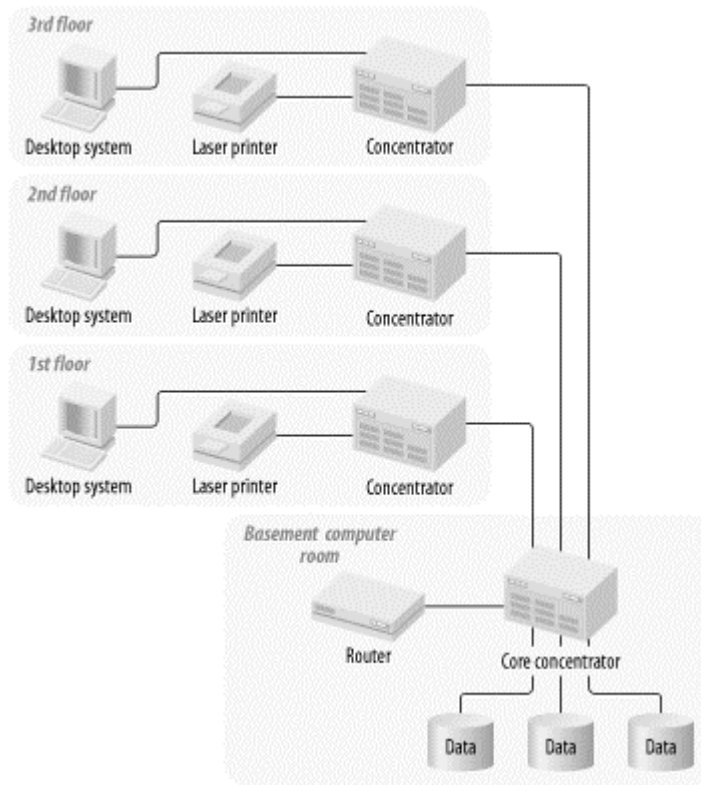 3rd floor
Desktop system
Laser printer
Concentrator
2nd floor
Desktop system
Laser printer
Concentrator
1st floor
Desktop system
Laser printer
Concentrator
Basement computer
room
Router
Core concentrator
Data
Data
Data